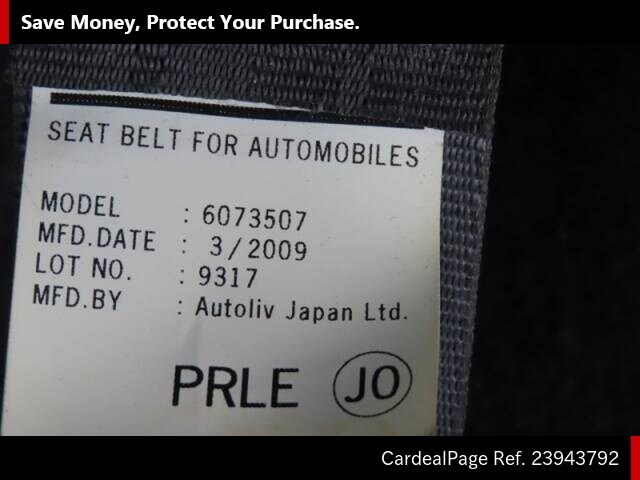 Save Money, Protect Your Purchase.
SEAT BELT FOR AUTOMOBILES
MODEL : 6073507
MFD.DATE : 3/2009
LOT NO. : 9317
MFD.BY : Autoliv Japan Ltd.
PRLE JO
CardealPage Ref. 23943792